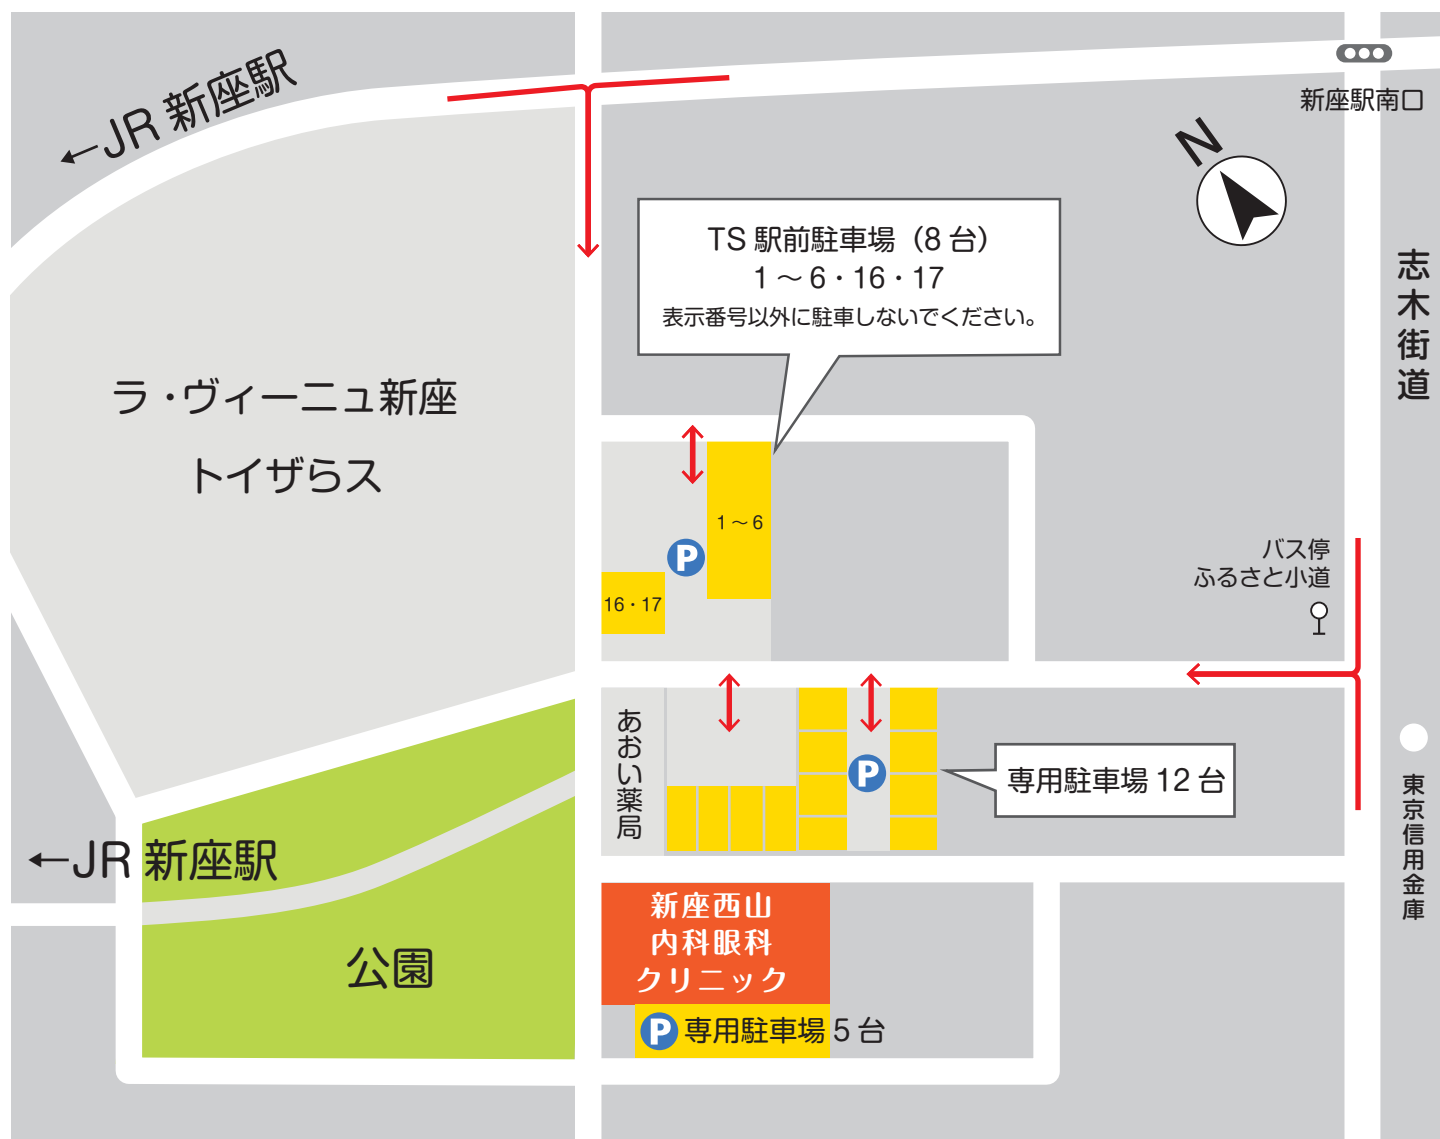 ←JR 新座駅
新座駅南口
N
TS 駅前駐車場（8 台）
1 ～ 6・16・17
表示番号以外に駐車しないでください。
志木街道
ラ・ヴィーニュ新座
トイザらス
1 ～ 6
P
16・17
バス停
ふるさと小道
あおい薬局
P
専用駐車場 12 台
東京信用金庫
←JR 新座駅
公園
新座西山
内科眼科
クリニック
P 専用駐車場 5 台